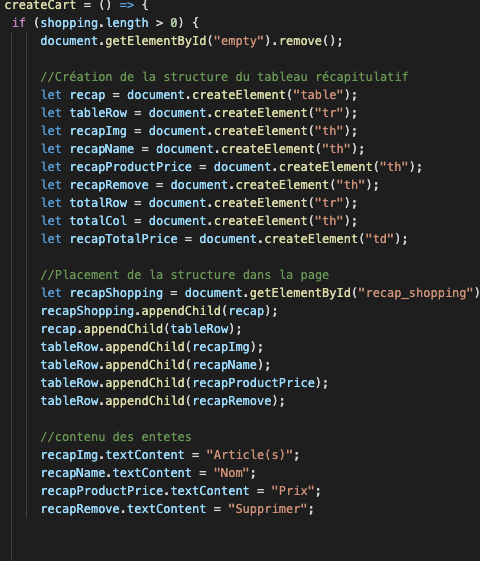 createCart = () => {
if (shopping.length > 0) {
document.getElementById("empty").remove();
//Création de la structure du tableau récapitulatif
let recap = document.createElement("table");
let tableRow = document.createElement("tr");
let recapImg = document.createElement("th");
let recapName = document.createElement("th");
let recapProductPrice = document.createElement("th");
let recapRemove = document.createElement("th");
let totalRow = document.createElement("tr");
let totalCol = document.createElement("th");
let recapTotalPrice = document.createElement("td");
//Placement de la structure dans la page
let recapShopping = document.getElementById("recap_shopping")
recapShopping.appendChild(recap);
recap.appendChild(tableRow);
tableRow.appendChild(recapImg);
tableRow.appendChild(recapName);
tableRow.appendChild(recapProductPrice);
tableRow.appendChild(recapRemove);
//contenu des entetes
recapImg.textContent = "Article(s)";
recapName.textContent = "Nom";
recapProductPrice.textContent = "Prix";
recapRemove.textContent = "Supprimer";